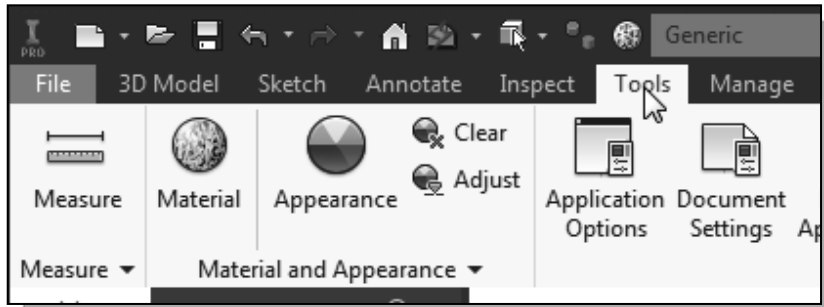 I
PRO
Generic
File 3D Model Sketch Annotate Inspect Tools Manage
Measure Material Appearance Clear
Adjust
Application Options Document Settings
Measure Material and Appearance